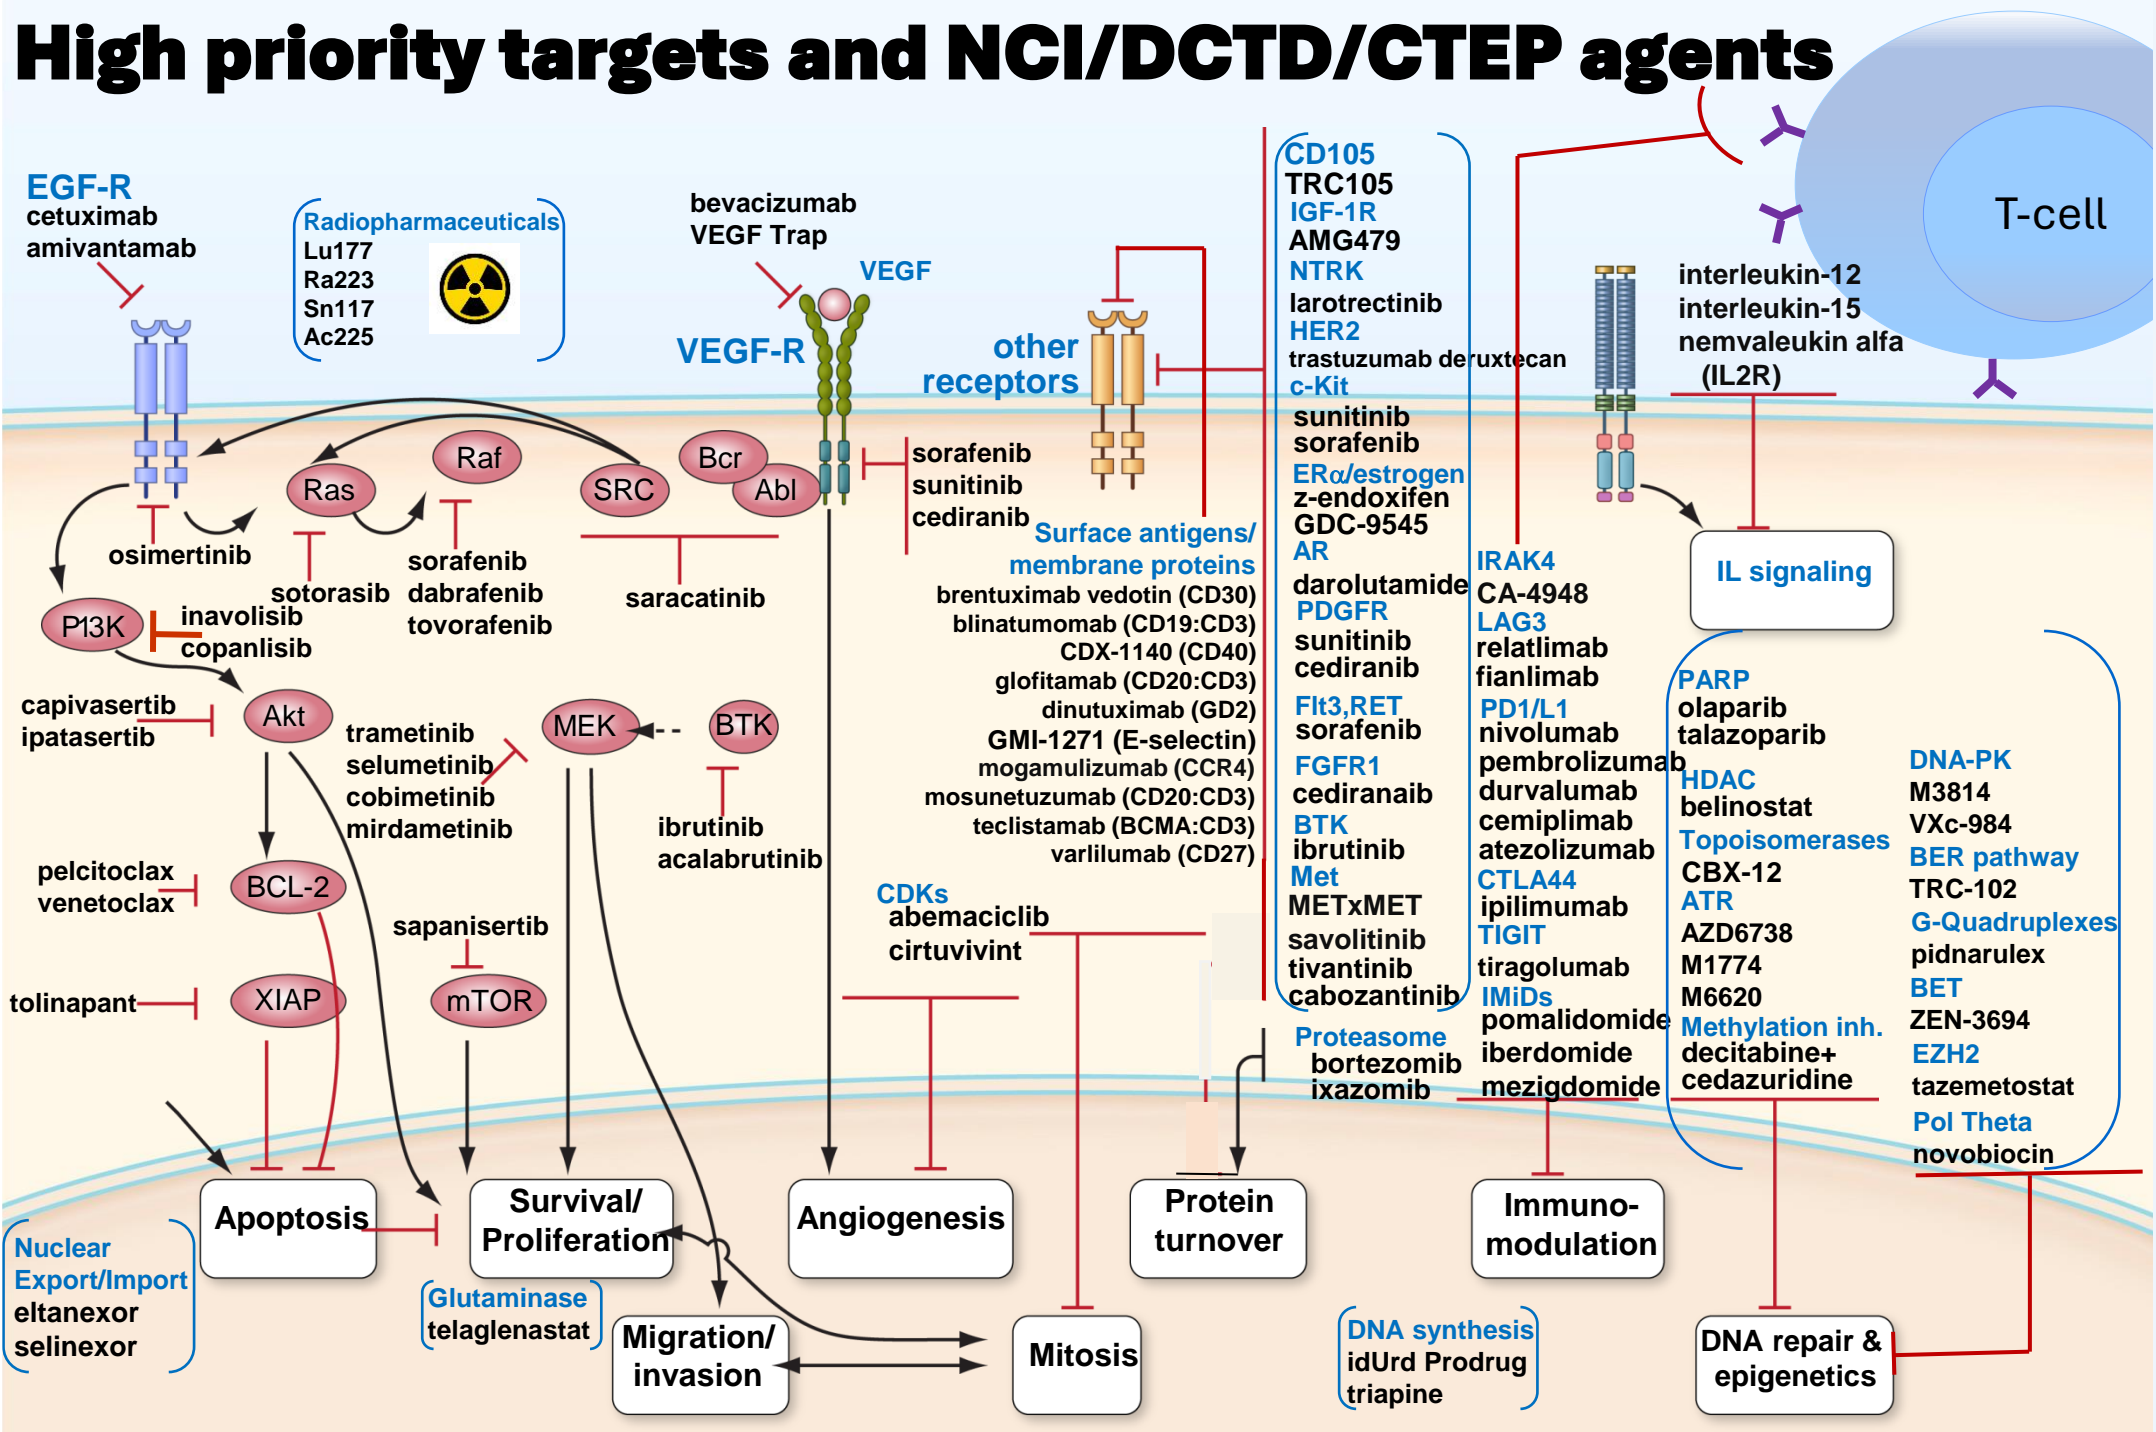 High priority targets and NCI/DCTD/CTEP agents
EGF-R
cetuximab
amivantamab
Radiopharmaceuticals
Lu177
Ra223
Sn117
Ac225
bevacizumab
VEGF Trap
VEGF
VEGF-R
other
receptors
T-cell
interleukin-12
interleukin-15
nemvaleukin alfa
(IL2R)
osimertinib
Ras
Raf
SRC
Bcr
Abl
sorafenib
sunitinib
cediranib
sotorasib
sorafenib
dabrafenib
tovorafenib
saracatinib
P13K
inavolisib
copanlisib
capivasertib
ipatasertib
Akt
trametinib
selumetinib
cobimetinib
mirdametinib
MEK
BTK
ibrutinib
acalabrutinib
pelcitoclax
venetoclax
BCL-2
sapanisertib
tolinapant
XIAP
mTOR
Surface antigens/
membrane proteins
brentuximab vedotin (CD30)
blinatumomab (CD19:CD3)
CDX-1140 (CD40)
glofitamab (CD20:CD3)
dinutuximab (GD2)
GMI-1271 (E-selectin)
mogamulizumab (CCR4)
mosunetuzumab (CD20:CD3)
teclistamab (BCMA:CD3)
varlilumab (CD27)
CDKs
abemaciclib
cirtuvivint
CD105
TRC105
IGF-1R
AMG479
NTRK
larotrectinib
HER2
trastuzumab deruxtecan
c-Kit
sunitinib
sorafenib
ERα/estrogen
z-endoxifen
GDC-9545
AR
darolutamide
PDGFR
sunitinib
cediranib
Flt3,RET
sorafenib
FGFR1
cediranaib
BTK
ibrutinib
Met
METxMET
savolitinib
tivantinib
cabozantinib
Proteasome
bortezomib
ixazomib
IRAK4
CA-4948
LAG3
relatlimab
fianlimab
PD1/L1
nivolumab
pembrolizumab
durvalumab
cemiplimab
atezolizumab
CTLA44
ipilimumab
TIGIT
tiragolumab
IMiDs
pomalidomide
iberdomide
mezigdomide
IL signaling
PARP
olaparib
talazoparib
HDAC
belinostat
Topoisomerases
CBX-12
ATR
AZD6738
M1774
M6620
Methylation inh.
decitabine+
cedazuridine
DNA-PK
M3814
VXc-984
BER pathway
TRC-102
G-Quadruplexes
pidnarulex
BET
ZEN-3694
EZH2
tazemetostat
Pol Theta
novobiocin
Apoptosis
Survival/
Proliferation
Angiogenesis
Protein
turnover
Immuno-
modulation
Nuclear
Export/Import
eltanexor
selinexor
Glutaminase
telaglenastat
Migration/
invasion
Mitosis
DNA synthesis
idUrd Prodrug
triapine
DNA repair &
epigenetics